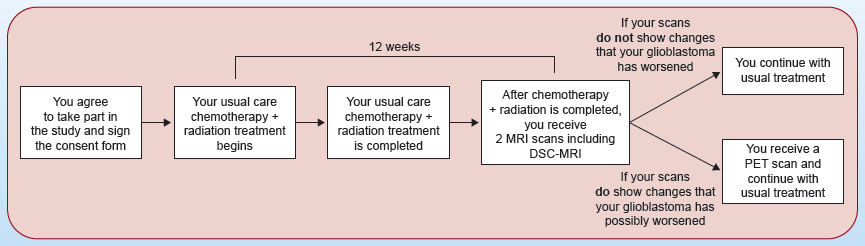 12 weeks
You agree
to take part in
the study and sign
the consent form
Your usual care
chemotherapy +
radiation treatment
begins
Your usual care
chemotherapy +
radiation treatment
is completed
After chemotherapy
+ radiation is completed,
you receive
2 MRI scans including
DSC-MRI
If your scans
do not show changes
that your glioblastoma
has worsened
You continue with
usual treatment
If your scans
do show changes that
your glioblastoma has
possibly worsened
You receive a
PET scan and
continue with
usual treatment